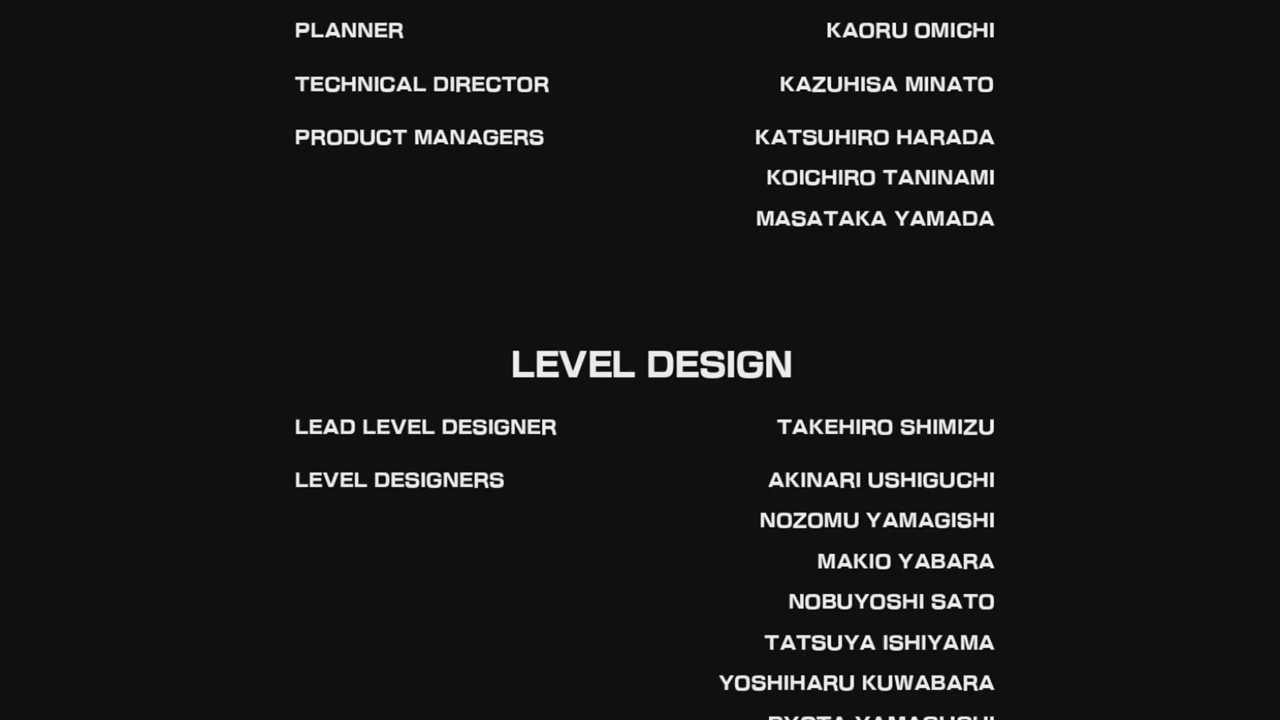 PLANNER KAORU OMICHI
TECHNICAL DIRECTOR KAZUHISA MINATO
PRODUCT MANAGERS KATSUHIRO HARADA
KOICHIRO TANINAMI
MASATAKA YAMADA
LEVEL DESIGN
LEAD LEVEL DESIGNER TAKEHIRO SHIMIZU
LEVEL DESIGNERS AKINARI USHIGUCHI
NOZOMU YAMAGISHI
MAKIO YABARA
NOBUYOSHI SATO
TATSUYA ISHIYAMA
YOSHIHARU KUWABARA